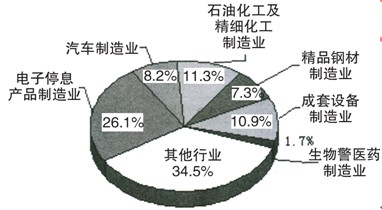 石油化工及
精细化工
制造业
汽车制造业
精品钢材
制造业
电子停息
产品制造业
成套设备
制造业
生物警医药
制造业
8.2%
11.3%
7.3%
26.1%
10.9%
1.7%
其他行业
34.5%